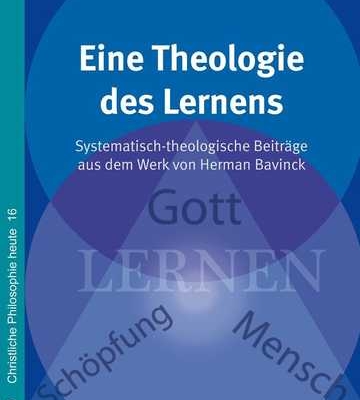 Eine Theologie
des Lernens
Systematisch-theologische Beiträge
aus dem Werk von Herman Bavinck
Gott
LERNEN
Schöpfung
Mensch
Christliche Philosophie heute 16